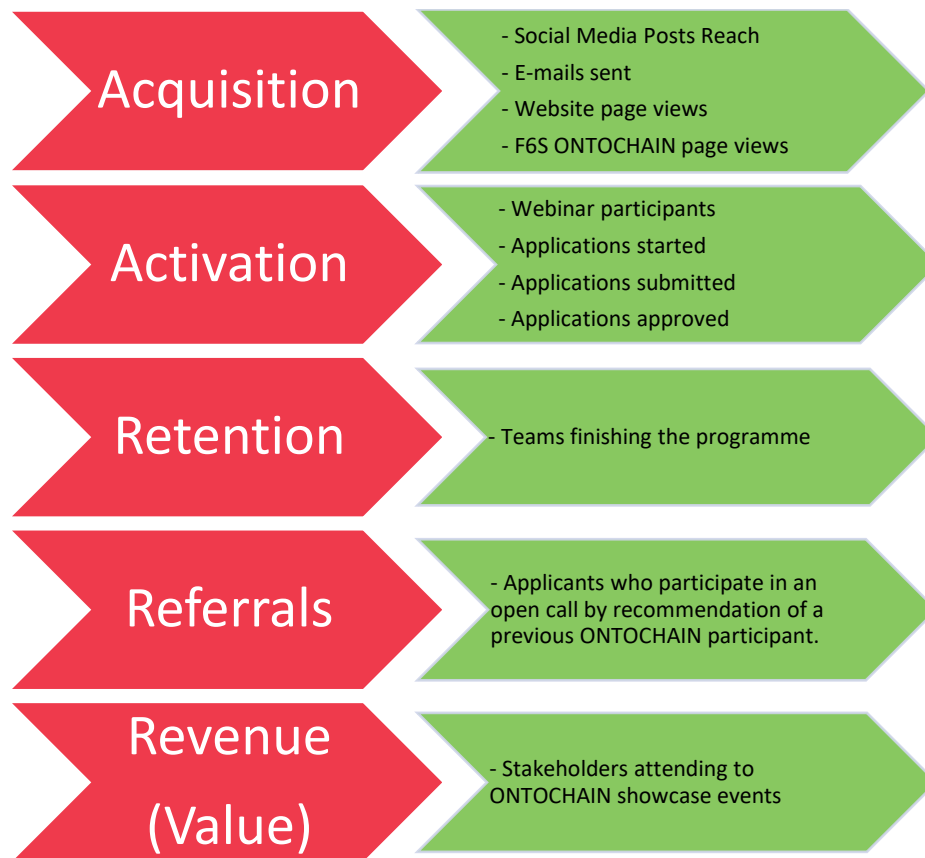 Acquisition
- Social Media Posts Reach
- E-mails sent
- Website page views
- F6S ONTOCHAIN page views
Activation
- Webinar participants
- Applications started
- Applications submitted
- Applications approved
Retention
- Teams finishing the programme
Referrals
- Applicants who participate in an
open call by recommendation of a
previous ONTOCHAIN participant.
Revenue
(Value)
- Stakeholders attending to
ONTOCHAIN showcase events